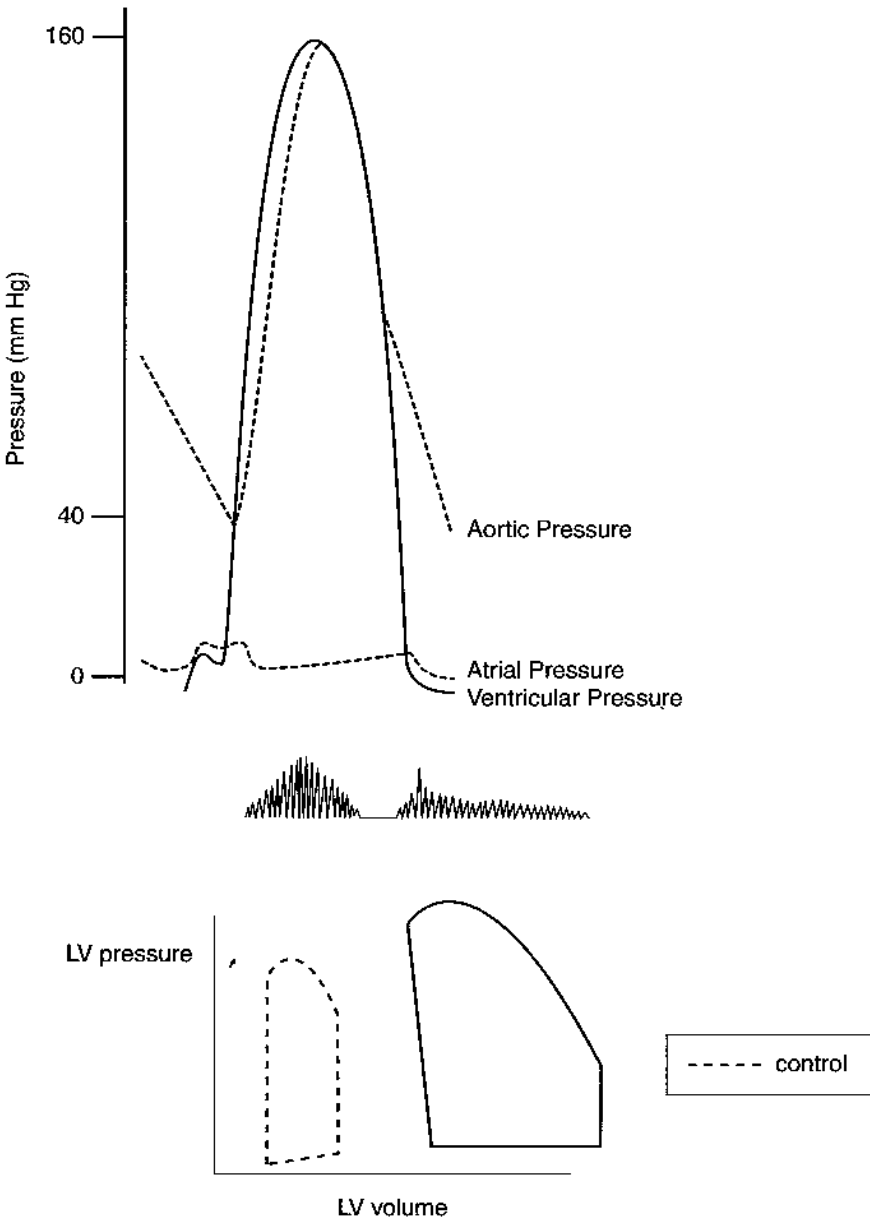 160
Pressure (mm Hg)
40
Aortic Pressure
0
Atrial Pressure
Ventricular Pressure
LV pressure
control
LV volume